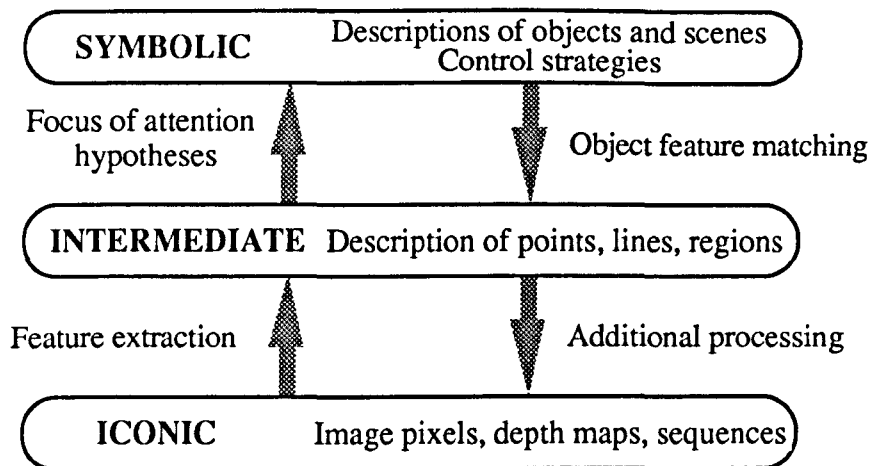 SYMBOLIC
Descriptions of objects and scenes
Control strategies
Focus of attention
hypotheses
Object feature matching
INTERMEDIATE
Description of points, lines, regions
Feature extraction
Additional processing
ICONIC
Image pixels, depth maps, sequences